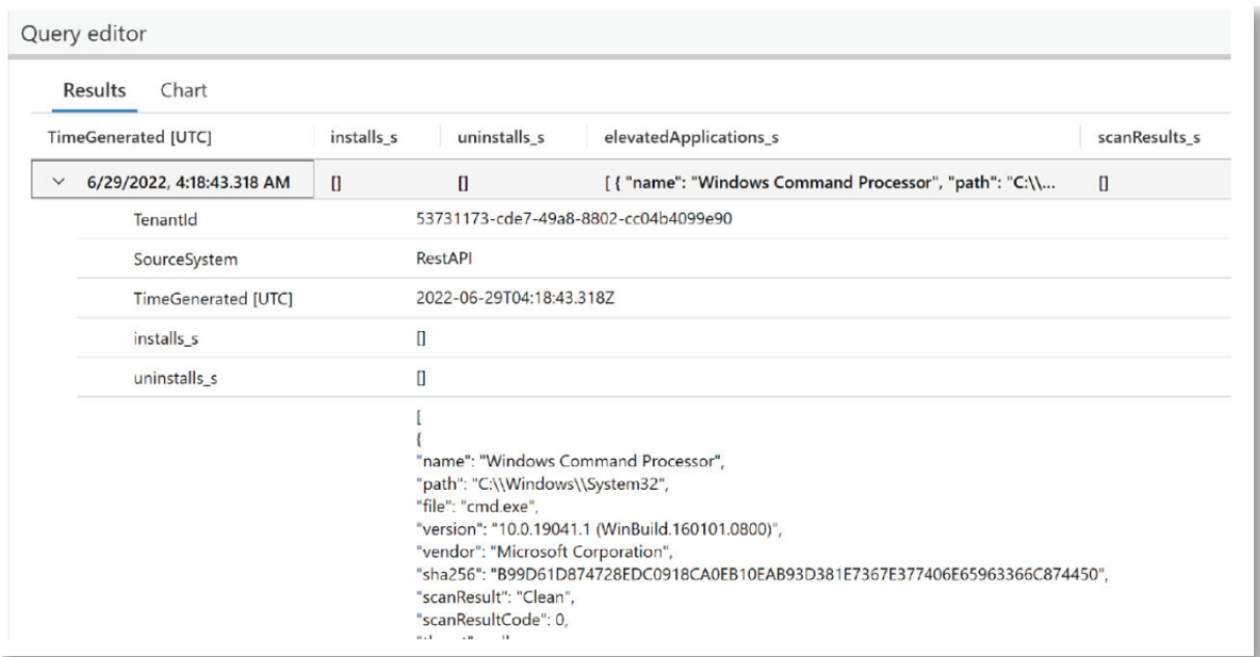 Query editor
Results Chart
TimeGenerated [UTC] installs_s uninstalls_s elevatedApplications_s scanResults_s
6/29/2022, 4:18:43.318 AM [] [] [ { "name": "Windows Command Processor", "path": "C:\\... []
TenantId 53731173-cde7-49a8-8802-cc04b4099e90
SourceSystem RestAPI
TimeGenerated [UTC] 2022-06-29T04:18:43.318Z
installs_s []
uninstalls_s []
[
{
"name": "Windows Command Processor",
"path": "C:\\Windows\\System32",
"file": "cmd.exe",
"version": "10.0.19041.1 (WinBuild.160101.0800)",
"vendor": "Microsoft Corporation",
"sha256": "B99D61D874728EDC0918CA0EB10EAB93D381E7367E377406E65963366C874450",
"scanResult": "Clean",
"scanResultCode": 0,